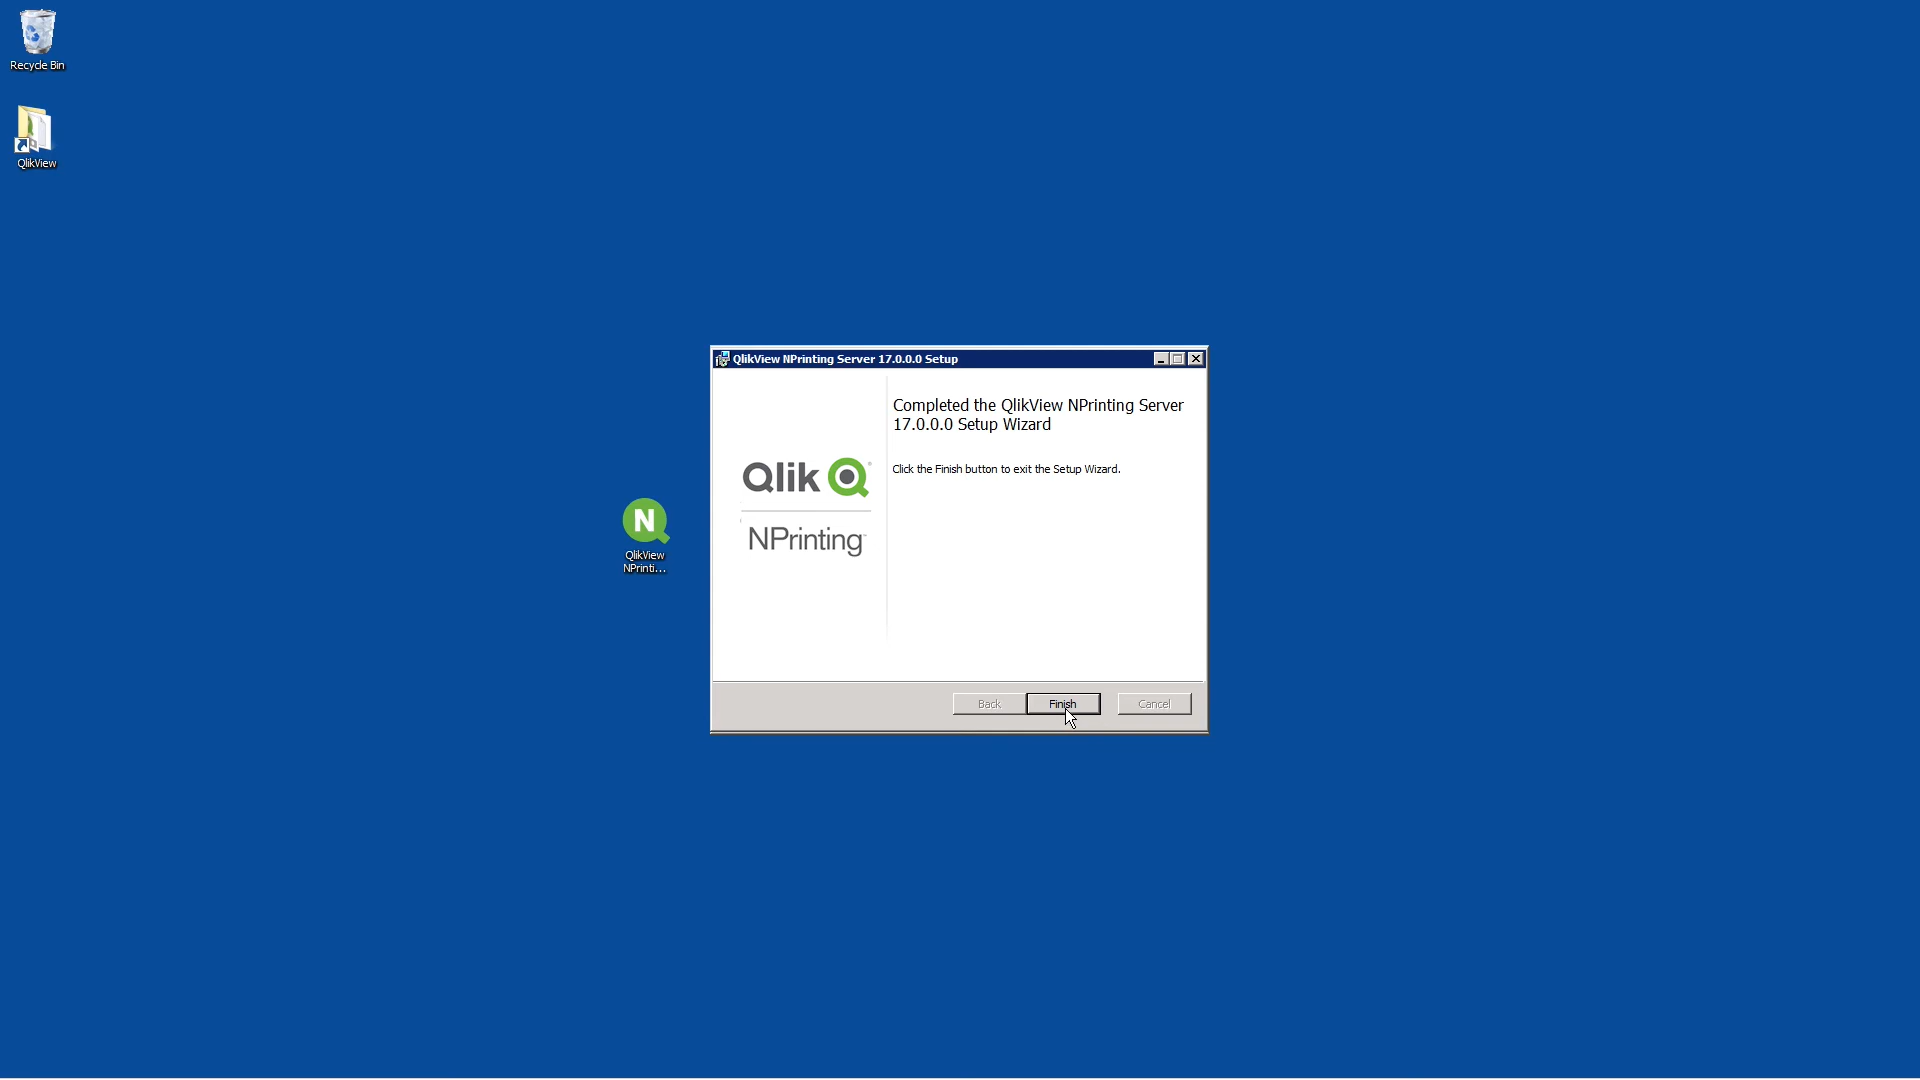 Recycle Bin
QlikView
QlikView NPrinting Server 17.0.0.0 Setup
Completed the QlikView NPrinting Server
17.0.0.0 Setup Wizard
Click the Finish button to exit the Setup Wizard.
Qlik
NPrinting
QlikView
NPrinti...
Back
Finish
Cancel